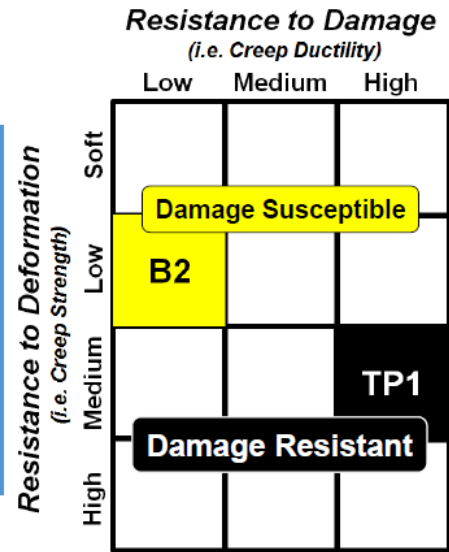 Resistance to Damage
(i.e. Creep Ductility)
Low Medium High
Resistance to Deformation
(i.e. Creep Strength)
Soft
Low
Medium
High
Damage Susceptible
B2
TP1
Damage Resistant